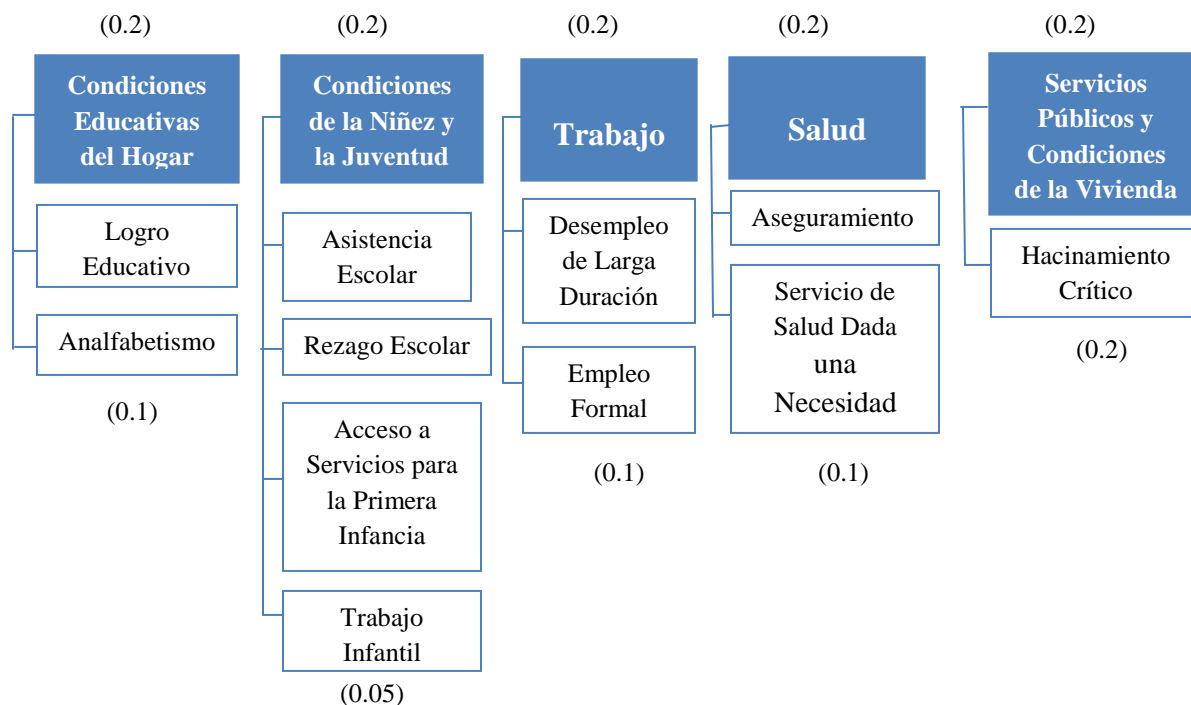 (0.2)
Condiciones
Educativas
del Hogar
Logro
Educativo
Analfabetismo
(0.1)
(0.2)
Condiciones
de la Niñez y
la Juventud
Asistencia
Escolar
Rezago Escolar
Acceso a
Servicios para
la Primera
Infancia
Trabajo
Infantil
(0.05)
(0.2)
Trabajo
Desempleo
de Larga
Duración
Empleo
Formal
(0.1)
(0.2)
Salud
Aseguramiento
Servicio de
Salud Dada
una
Necesidad
(0.1)
(0.2)
Servicios
Públicos y
Condiciones
de la Vivienda
Hacinamiento
Crítico
(0.2)